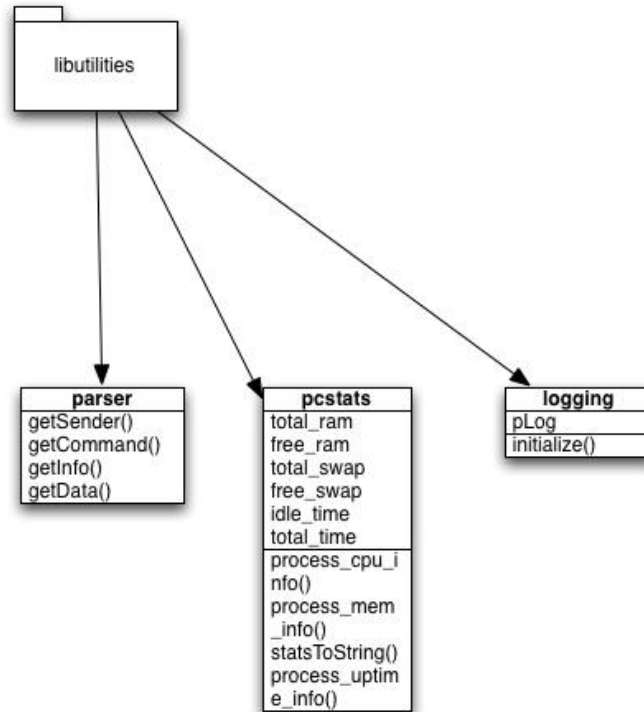 libutilities
parser
getSender()
getCommand()
getInfo()
getData()
pcstats
total_ram
free_ram
total_swap
free_swap
idle_time
total_time
process_cpu_i
nfo()
process_mem
_info()
statsToString()
process_uptim
e_info()
logging
pLog
initialize()